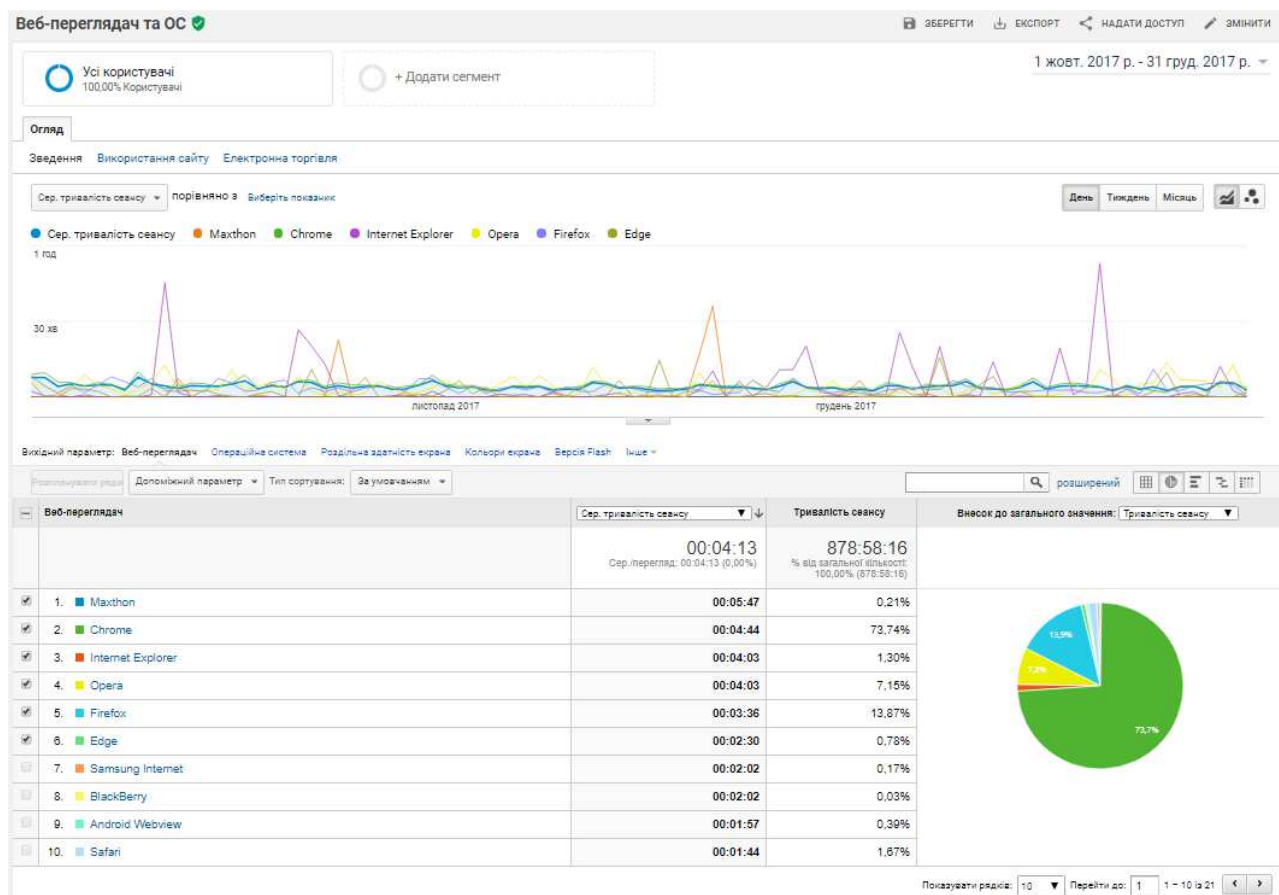 Веб-переглядач та ОС
ЗБЕРЕГТИ ЕКСПОРТ НАДАТИ ДОСТУП ЗМІНИТИ
Усі користувачі
100,00% Користувачі
+ Додати сегмент
1 жовт. 2017 р. - 31 груд. 2017 р.
Огляд
Зведення Використання сайту Електронна торгівля
Сер. тривалість сеансу порівняно з Виберіть показник
День Тиждень Місяць
Сер. тривалість сеансу Maxthon Chrome Internet Explorer Opera Firefox Edge
1 год
30 хв
листопад 2017 грудень 2017
Вихідний параметр: Веб-переглядач Операційна система Роздільна здатність екрана Кольори екрана Версія Flash Інше
Допоміжний параметр Тип сортування: За умовчанням розширений
Веб-переглядач Сер. тривалість сеансу Тривалість сеансу Внесок до загального значення: Тривалість сеансу
00:04:13 878:58:16
Сер./перегляд: 00:04:13 (0,00%) % від загальної кількості:
100,00% (878:58:16)
1. Maxthon 00:05:47 0,21%
2. Chrome 00:04:44 73,74%
3. Internet Explorer 00:04:03 1,30%
4. Opera 00:04:03 7,15%
5. Firefox 00:03:36 13,87%
6. Edge 00:02:30 0,78%
7. Samsung Internet 00:02:02 0,17%
8. BlackBerry 00:02:02 0,03%
9. Android Webview 00:01:57 0,39%
10. Safari 00:01:44 1,67%
13,9%
7,2%
73,7%
Показувати рядків: 10 Перейти до: 1 1 – 10 із 21